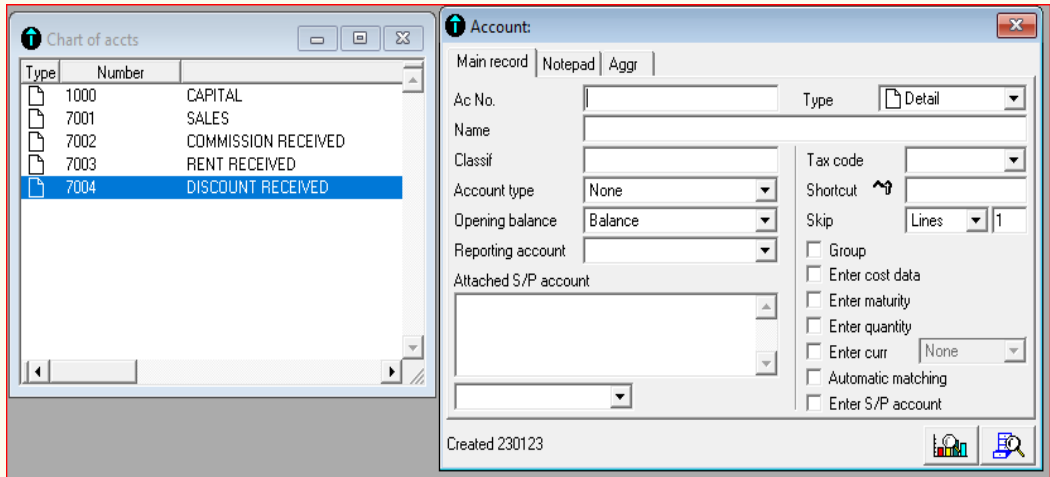 Chart of accts
Type Number
1000 CAPITAL
7001 SALES
7002 COMMISSION RECEIVED
7003 RENT RECEIVED
7004 DISCOUNT RECEIVED
Account:
Main record Notepad Aggr
Ac No. Type Detail
Name
Classif Tax code
Account type None Shortcut
Opening balance Balance Skip Lines 1
Reporting account Group
Attached S/P account Enter cost data
Enter maturity
Enter quantity
Enter curr None
Automatic matching
Enter S/P account
Created 230123